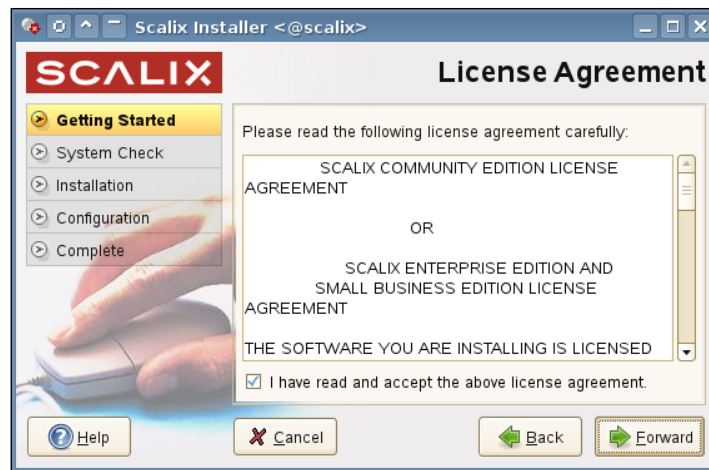 Scalix Installer <@scalix>
SCALIX
License Agreement
Getting Started
System Check
Installation
Configuration
Complete
Please read the following license agreement carefully:
SCALIX COMMUNITY EDITION LICENSE
AGREEMENT
OR
SCALIX ENTERPRISE EDITION AND
SMALL BUSINESS EDITION LICENSE
AGREEMENT
THE SOFTWARE YOU ARE INSTALLING IS LICENSED
I have read and accept the above license agreement.
Help
Cancel
Back
Forward